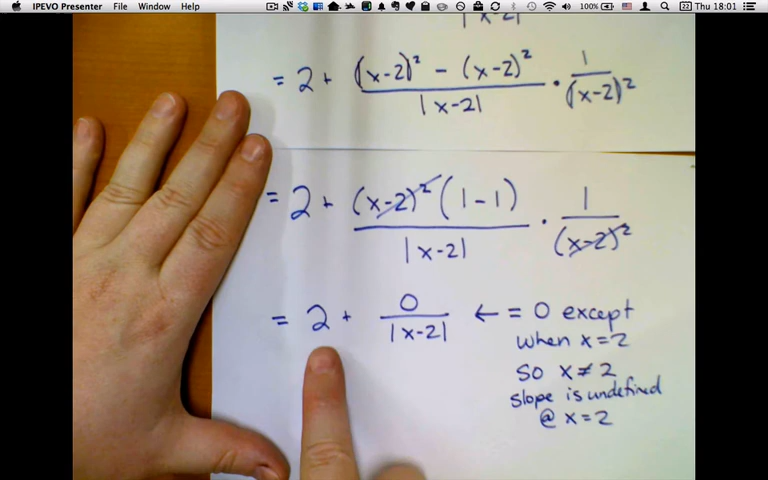 IPEVO Presenter File Window Help 100% 22 Thu 18:01
|x-2|
= 2 + ((x-2)² - (x-2)²)/|x-2| · 1/(x-2)²
= 2 + ((x-2)² (1-1))/|x-2| · 1/(x-2)²
= 2 + 0/|x-2| ← = 0 except
when x=2
so x≠2
slope is undefined
@ x=2